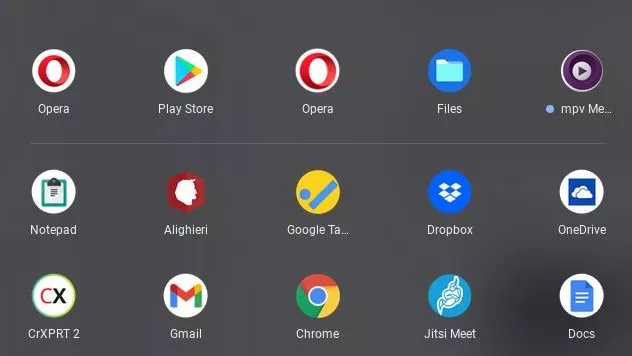 Opera
Play Store
Opera
Files
mpv Me...
Notepad
Alighieri
Google Ta...
Dropbox
OneDrive
CX
CrXPRT 2
Gmail
Chrome
Jitsi Meet
Docs